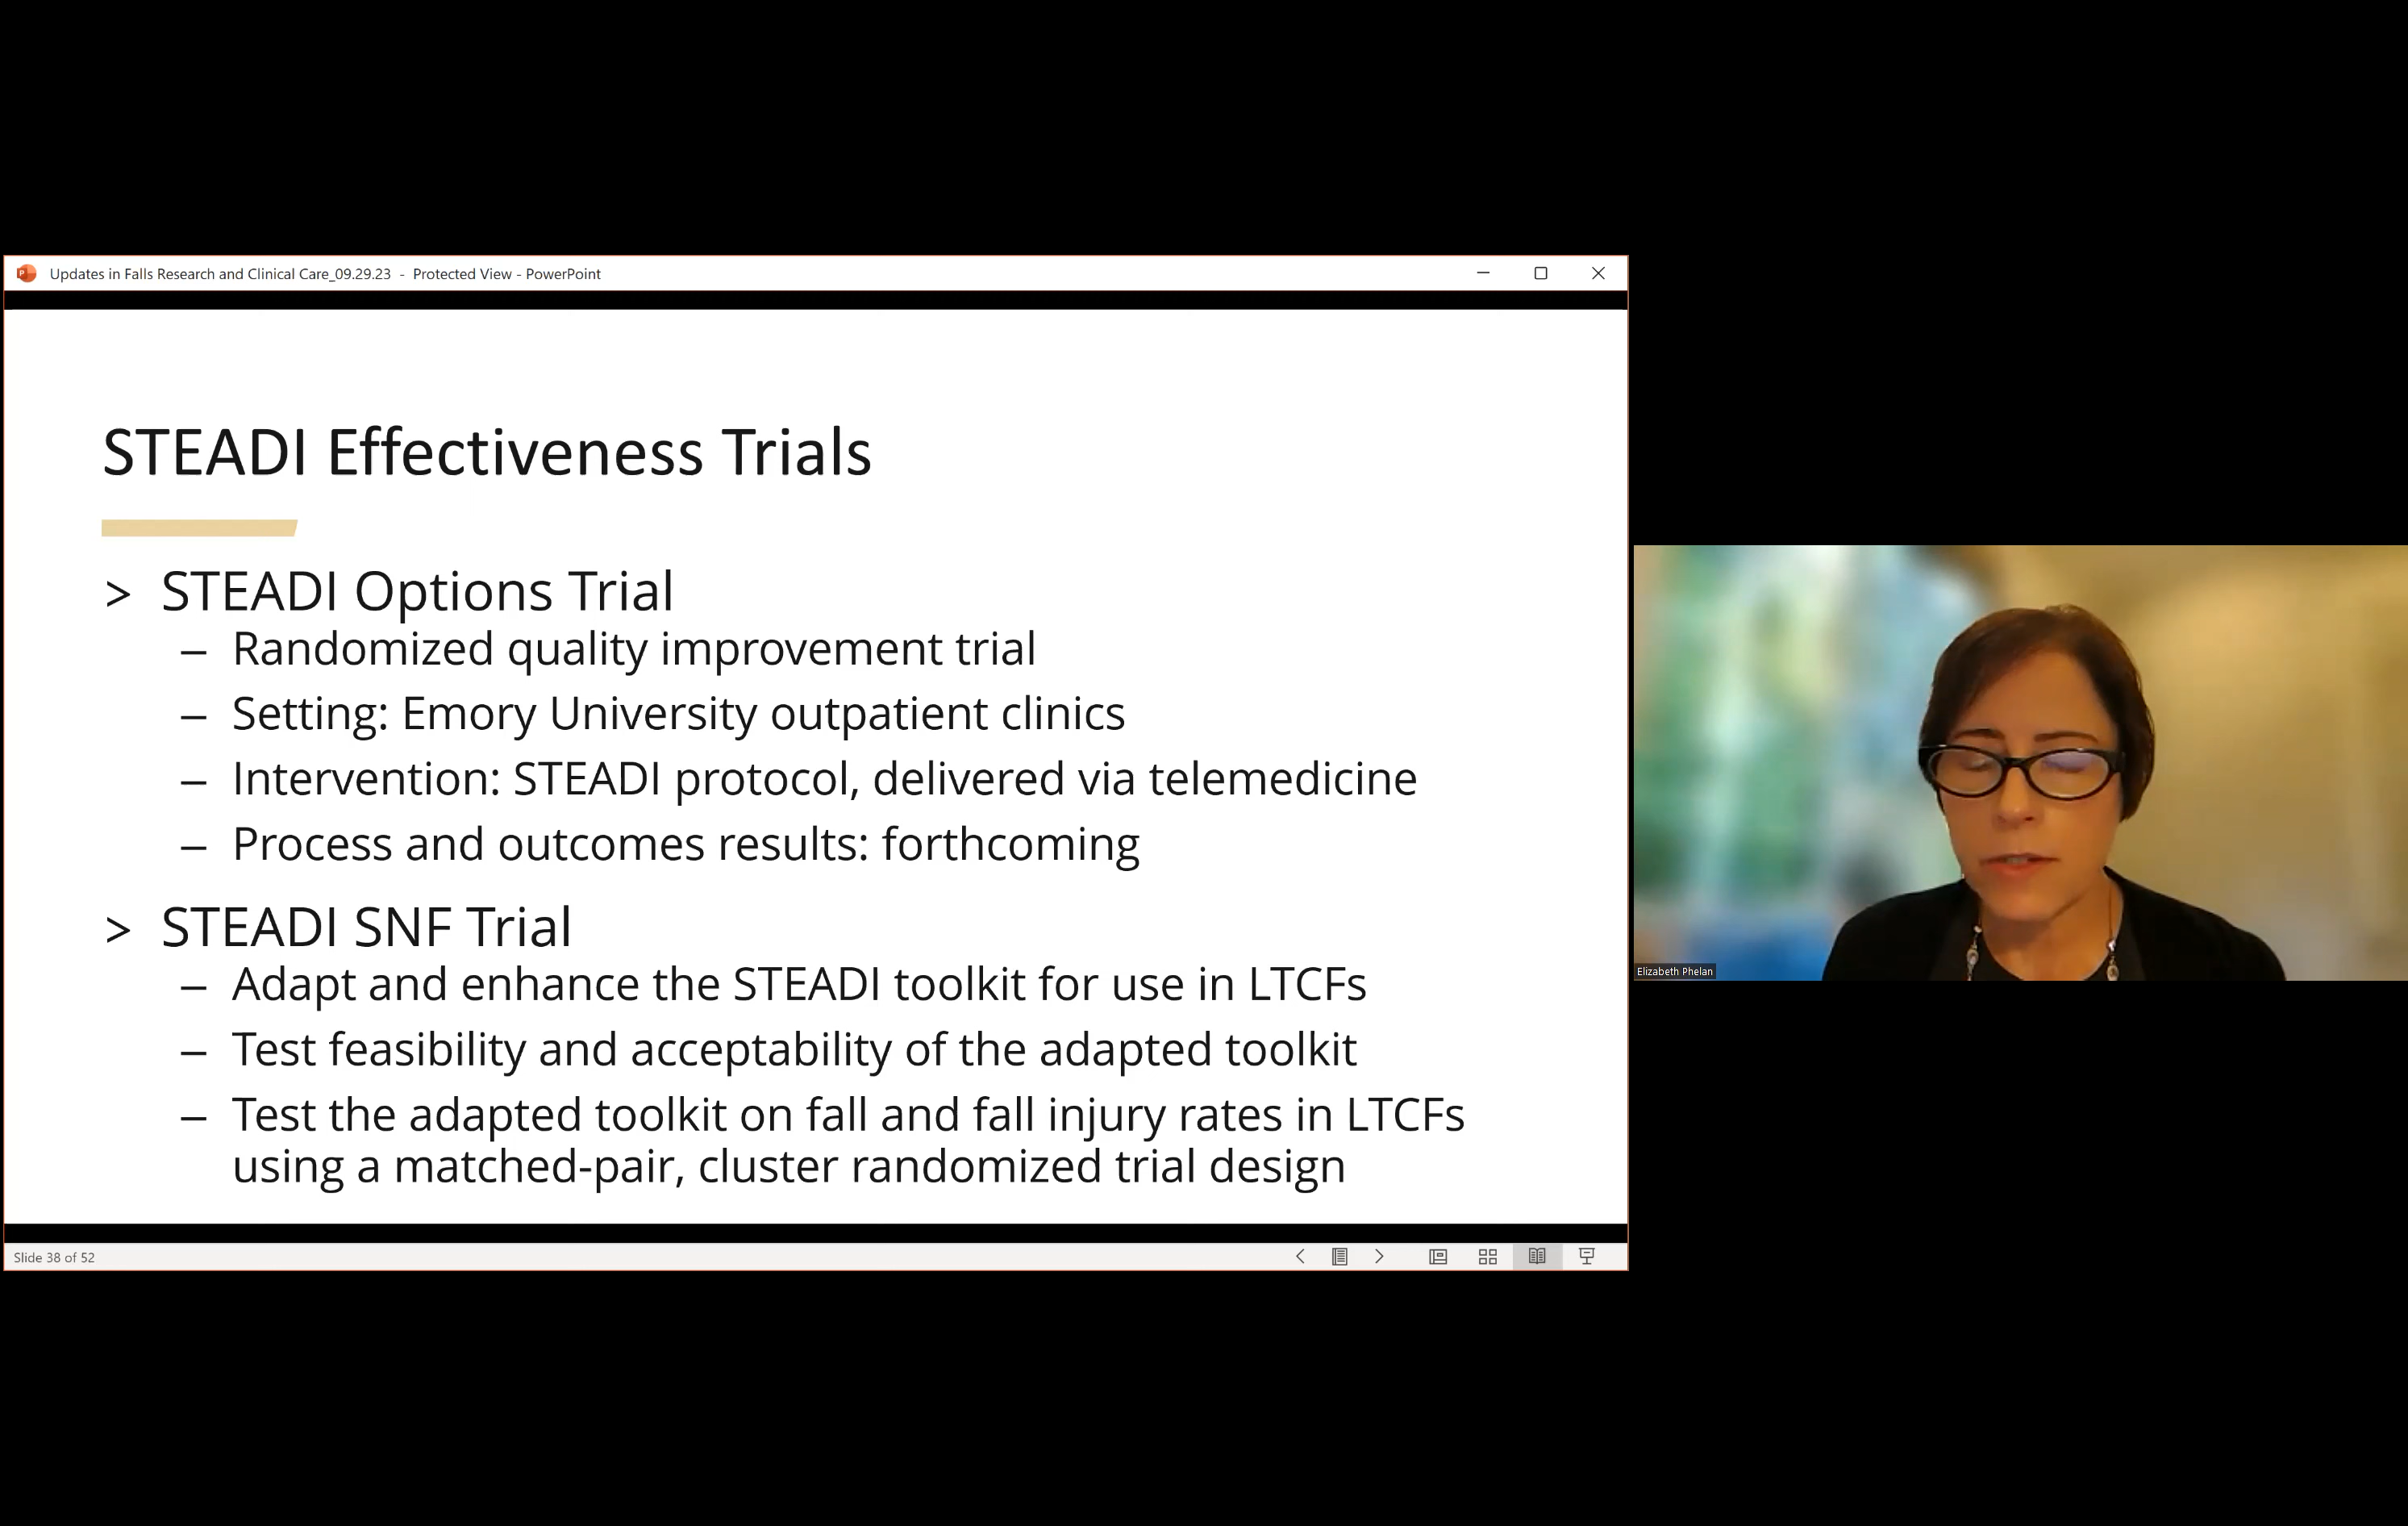 Updates in Falls Research and Clinical Care_09.29.23 - Protected View - PowerPoint
STEADI Effectiveness Trials
> STEADI Options Trial
– Randomized quality improvement trial
– Setting: Emory University outpatient clinics
– Intervention: STEADI protocol, delivered via telemedicine
– Process and outcomes results: forthcoming
> STEADI SNF Trial
– Adapt and enhance the STEADI toolkit for use in LTCFs
– Test feasibility and acceptability of the adapted toolkit
– Test the adapted toolkit on fall and fall injury rates in LTCFs
using a matched-pair, cluster randomized trial design
Slide 38 of 52
Elizabeth Phelan